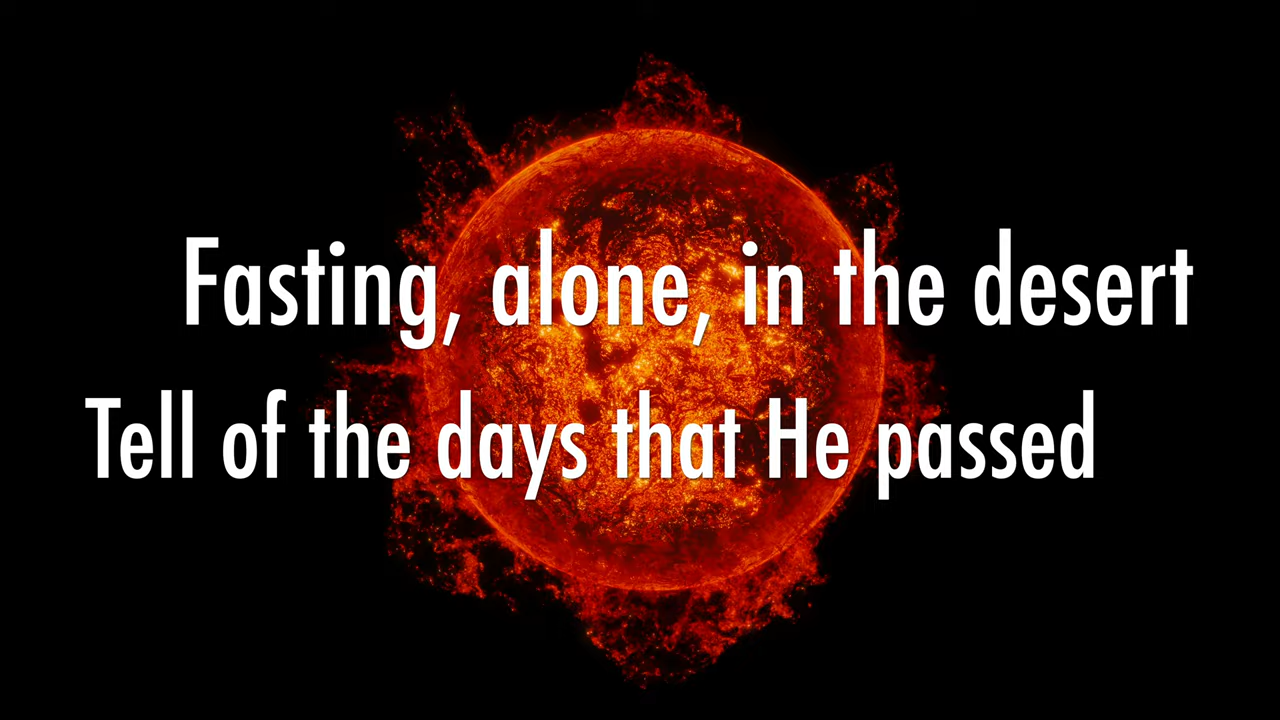 Fasting, alone, in the desert
Tell of the days that He passed